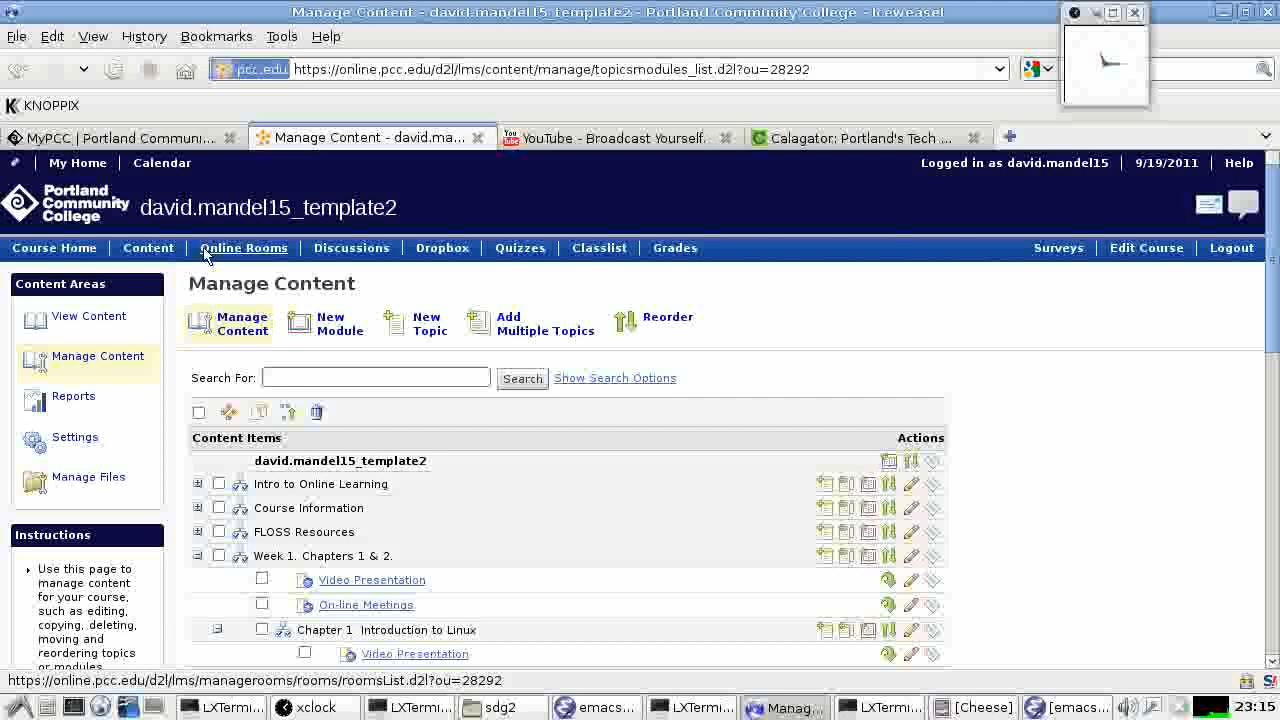 Manage Content - david.mandel15_template2 - Portland Community College - Iceweasel
File Edit View History Bookmarks Tools Help
pcc.edu https://online.pcc.edu/d2l/lms/content/manage/topicsmodules_list.d2l?ou=28292
KNOPPIX
MyPCC | Portland Communi... Manage Content - david.ma... YouTube - Broadcast Yourself. Calagator: Portland's Tech ...
My Home Calendar Logged in as david.mandel15 9/19/2011 Help
Portland Community College
david.mandel15_template2
Course Home Content Online Rooms Discussions Dropbox Quizzes Classlist Grades Surveys Edit Course Logout
Content Areas
View Content
Manage Content
Reports
Settings
Manage Files
Instructions
Use this page to
manage content
for your course,
such as editing,
copying, deleting,
moving and
reordering topics
or modules
Manage Content
Manage Content
New Module
New Topic
Add Multiple Topics
Reorder
Search For: Search Show Search Options
Content Items Actions
david.mandel15_template2
Intro to Online Learning
Course Information
FLOSS Resources
Week 1. Chapters 1 & 2.
Video Presentation
On-line Meetings
Chapter 1 Introduction to Linux
Video Presentation
https://online.pcc.edu/d2l/lms/managerooms/rooms/roomsList.d2l?ou=28292
LXTermi... xclock LXTermi... sdg2 emacs... LXTermi... Manag... LXTermi... [Cheese] [emacs... 23:15